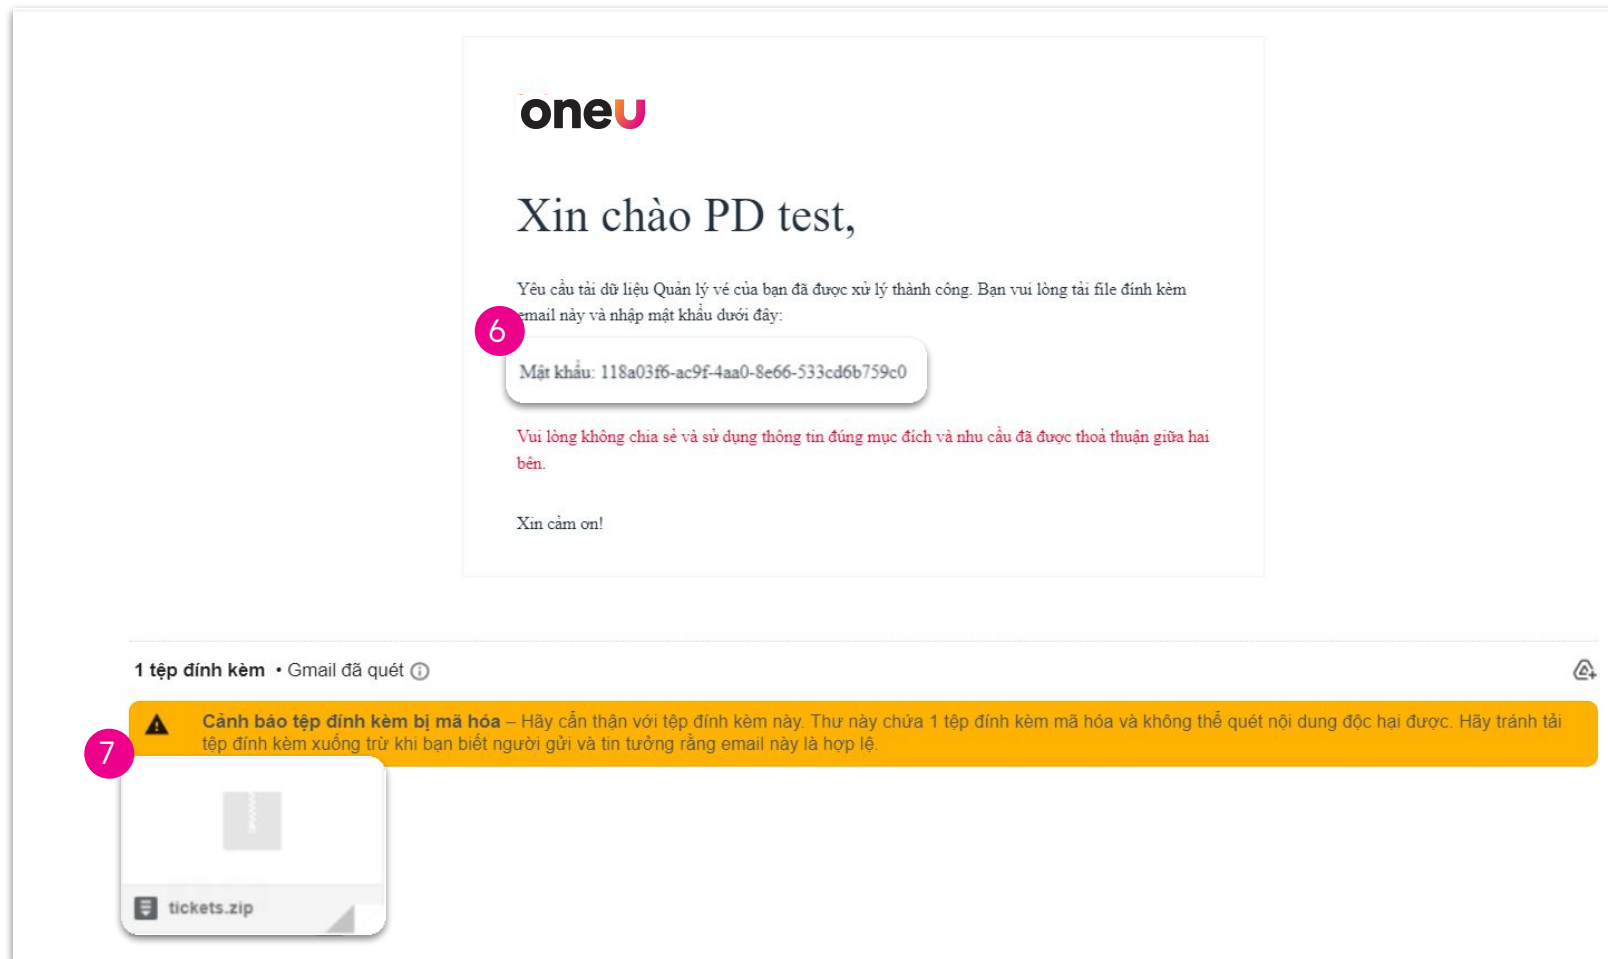 oneu
Xin chào PD test,
Yêu cầu tải dữ liệu Quản lý vé của bạn đã được xử lý thành công. Bạn vui lòng tải file đính kèm
email này và nhập mật khẩu dưới đây:
6
Mật khẩu: 118a03f6-ac9f-4aa0-8e66-533cd6b759c0
Vui lòng không chia sẻ và sử dụng thông tin đúng mục đích và nhu cầu đã được thoả thuận giữa hai
bên.
Xin cảm ơn!
1 tệp đính kèm • Gmail đã quét
Cảnh báo tệp đính kèm bị mã hóa – Hãy cẩn thận với tệp đính kèm này. Thư này chứa 1 tệp đính kèm mã hóa và không thể quét nội dung độc hại được. Hãy tránh tải
tệp đính kèm xuống trừ khi bạn biết người gửi và tin tưởng rằng email này là hợp lệ.
7
tickets.zip